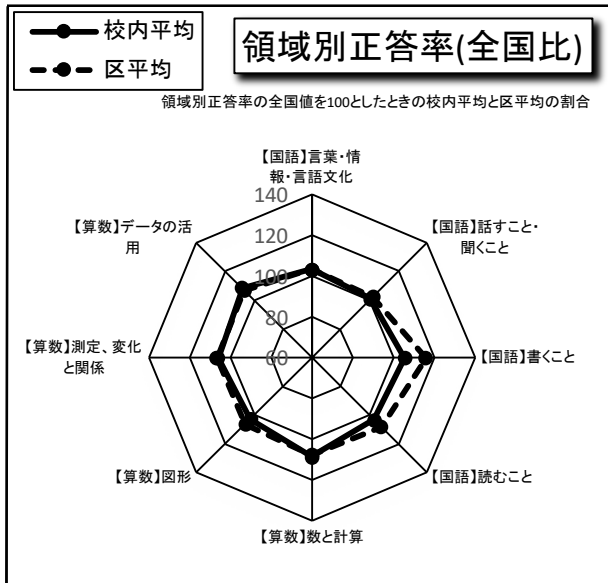 校内平均
区平均
領域別正答率(全国比)
領域別正答率の全国値を100としたときの校内平均と区平均の割合
【国語】言葉・情
報・言語文化
140
120
100
80
60
【国語】話すこと・
聞くこと
【国語】書くこと
【国語】読むこと
【算数】数と計算
【算数】図形
【算数】測定、変化
と関係
【算数】データの活
用